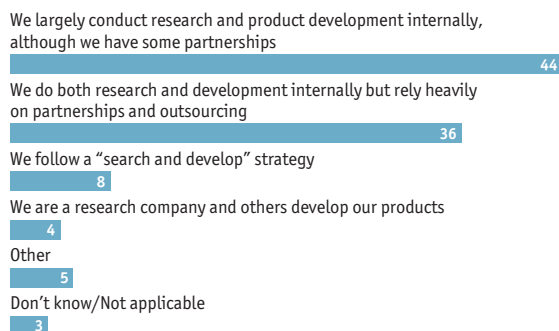 We largely conduct research and product development internally,
although we have some partnerships
44
We do both research and development internally but rely heavily
on partnerships and outsourcing
36
We follow a “search and develop” strategy
8
We are a research company and others develop our products
4
Other
5
Don’t know/Not applicable
3